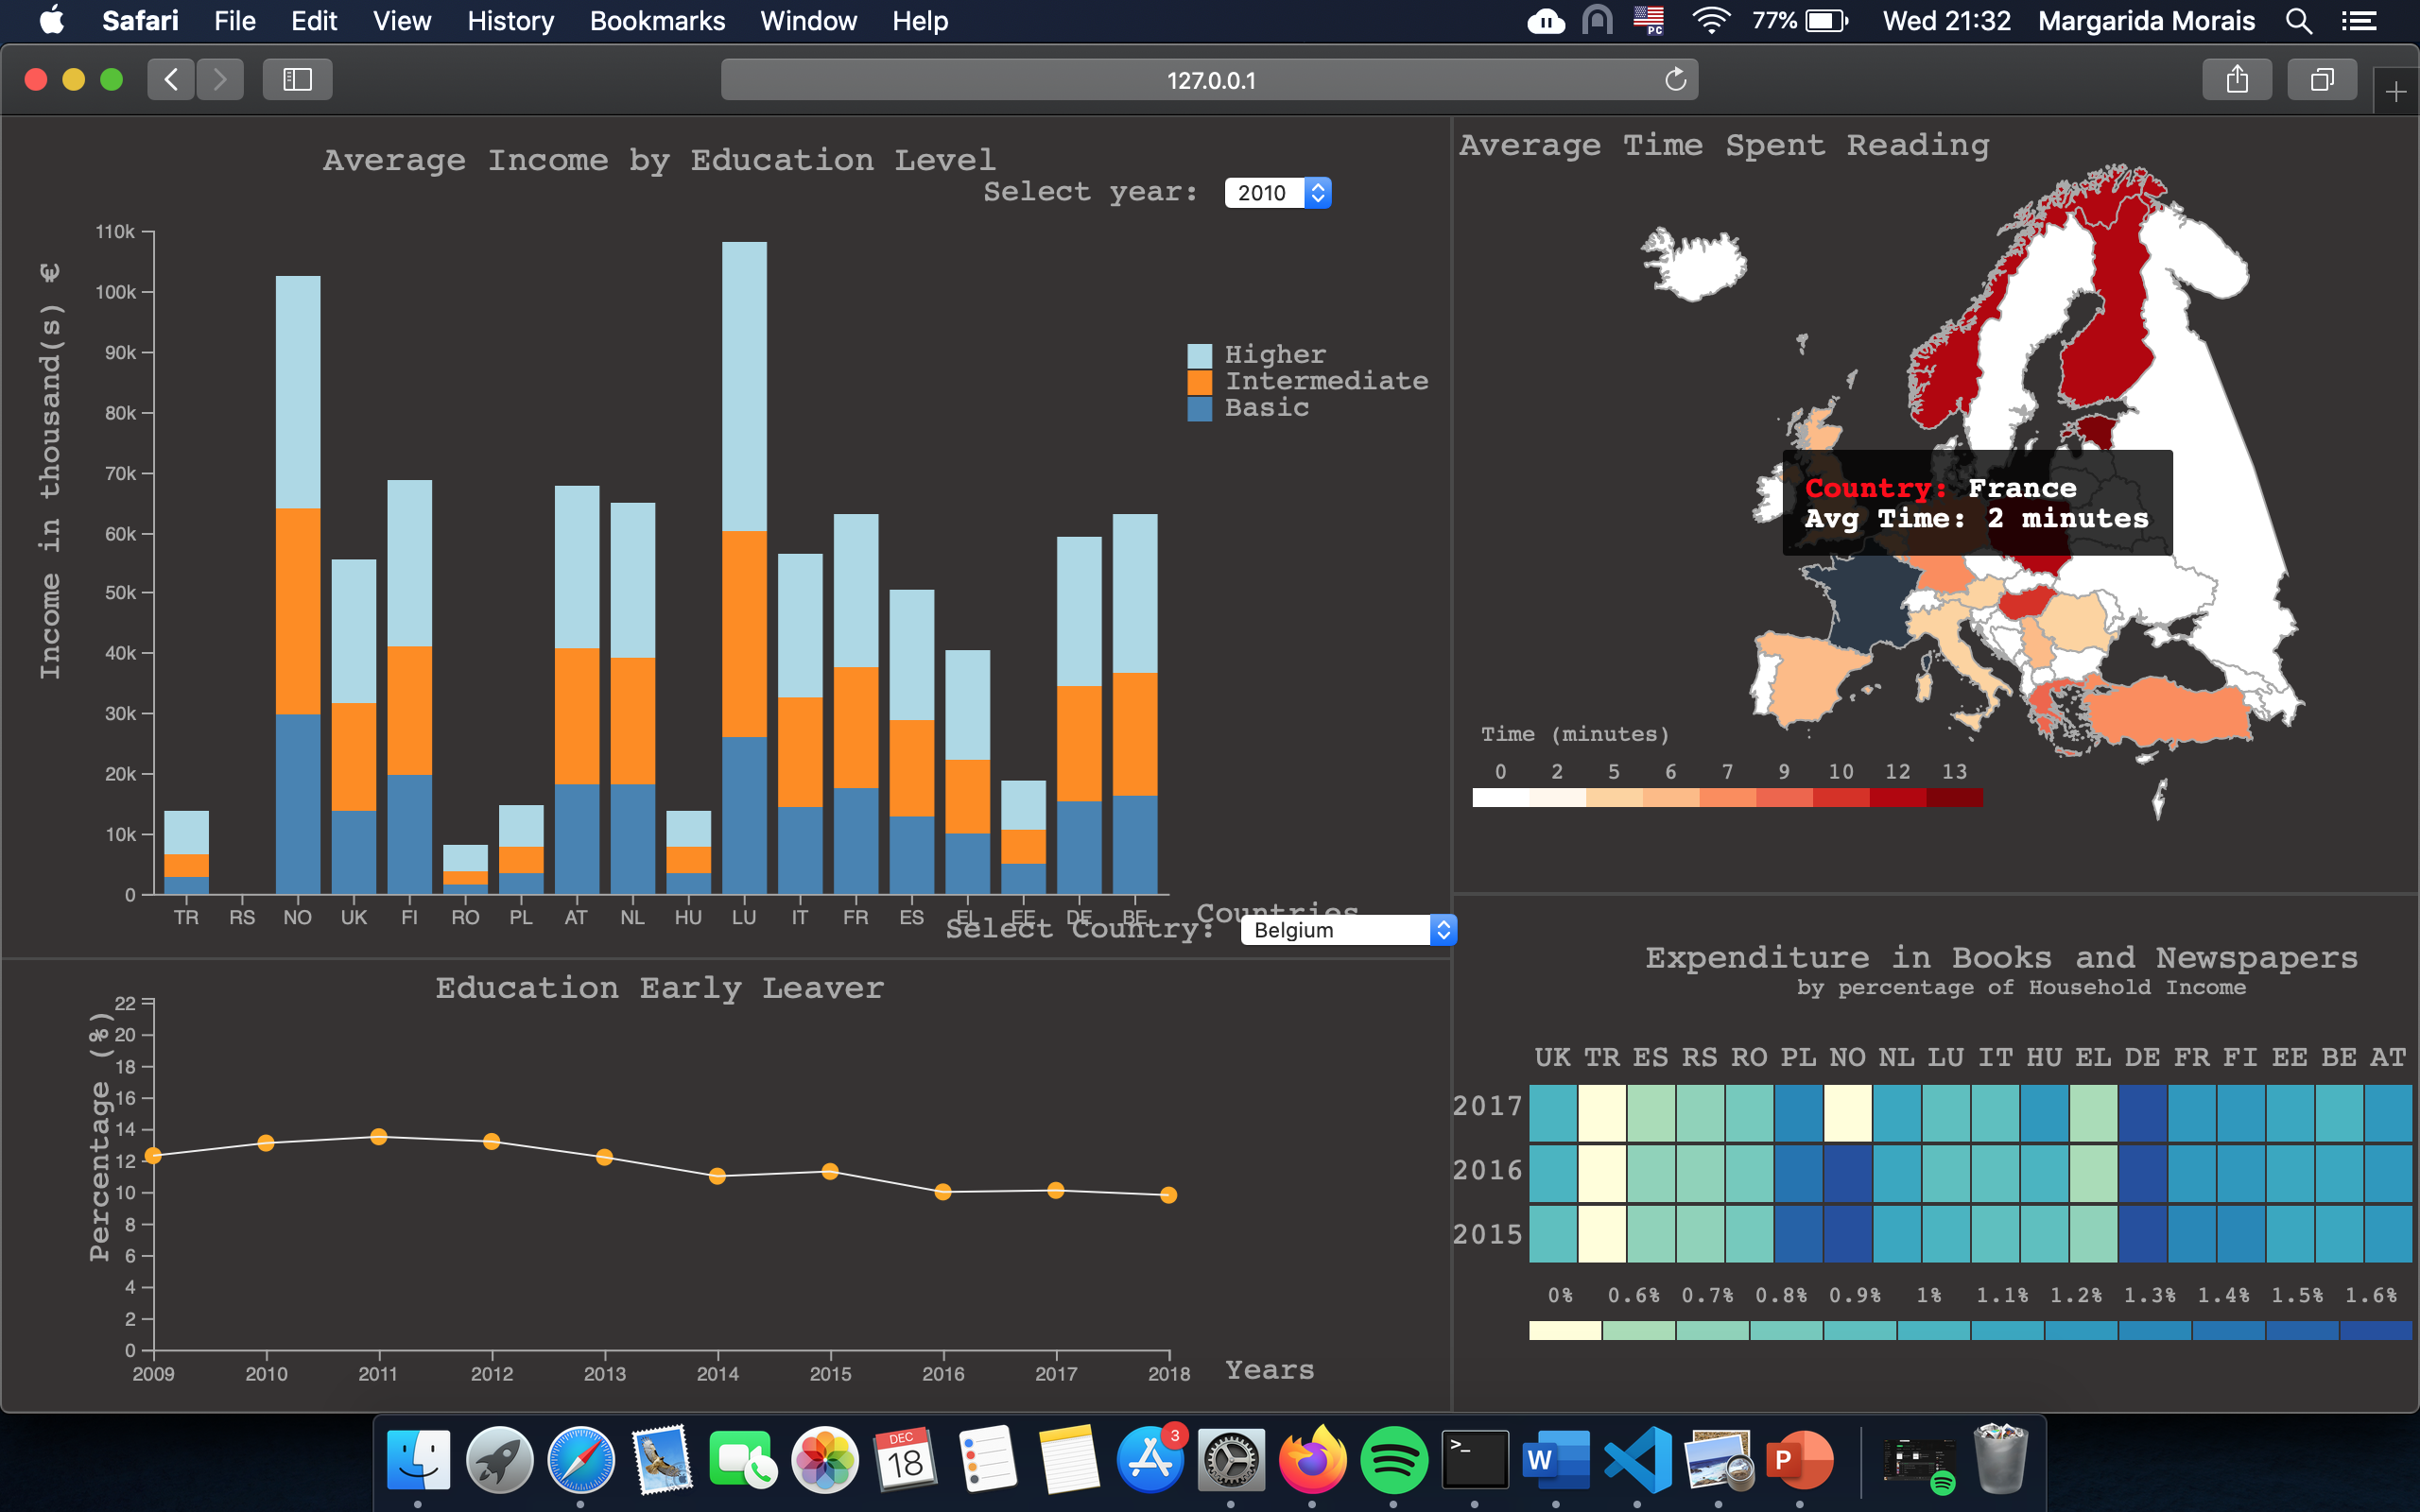 Safari File Edit View History Bookmarks Window Help
PC 77% Wed 21:32 Margarida Morais
127.0.0.1
Average Income by Education Level
Select year: 2010
Income in thousand(s) €
110k
100k
90k
80k
70k
60k
50k
40k
30k
20k
10k
0
Higher
Intermediate
Basic
TR RS NO UK FI RO PL AT NL HU LU IT FR ES EL EE DE BE
Countries
Select Country: Belgium
Average Time Spent Reading
Country: France
Avg Time: 2 minutes
Time (minutes)
0 2 5 6 7 9 10 12 13
Education Early Leaver
Percentage (%)
22
20
18
16
14
12
10
8
6
4
2
0
2009 2010 2011 2012 2013 2014 2015 2016 2017 2018
Years
Expenditure in Books and Newspapers
by percentage of Household Income
UK TR ES RS RO PL NO NL LU IT HU EL DE FR FI EE BE AT
2017
2016
2015
0% 0.6% 0.7% 0.8% 0.9% 1% 1.1% 1.2% 1.3% 1.4% 1.5% 1.6%
DEC
18
3
>_
W
P